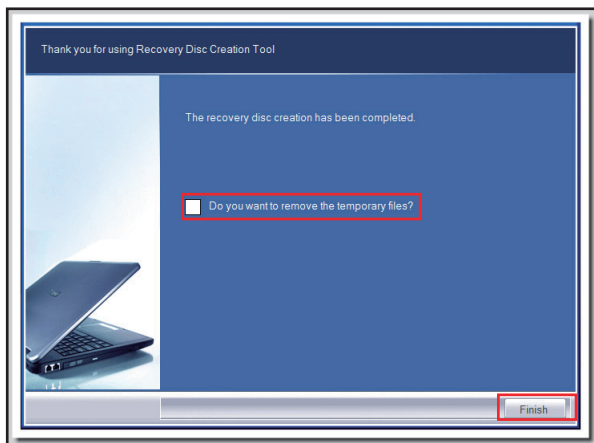 Thank you for using Recovery Disc Creation Tool
The recovery disc creation has been completed.
Do you want to remove the temporary files?
Finish